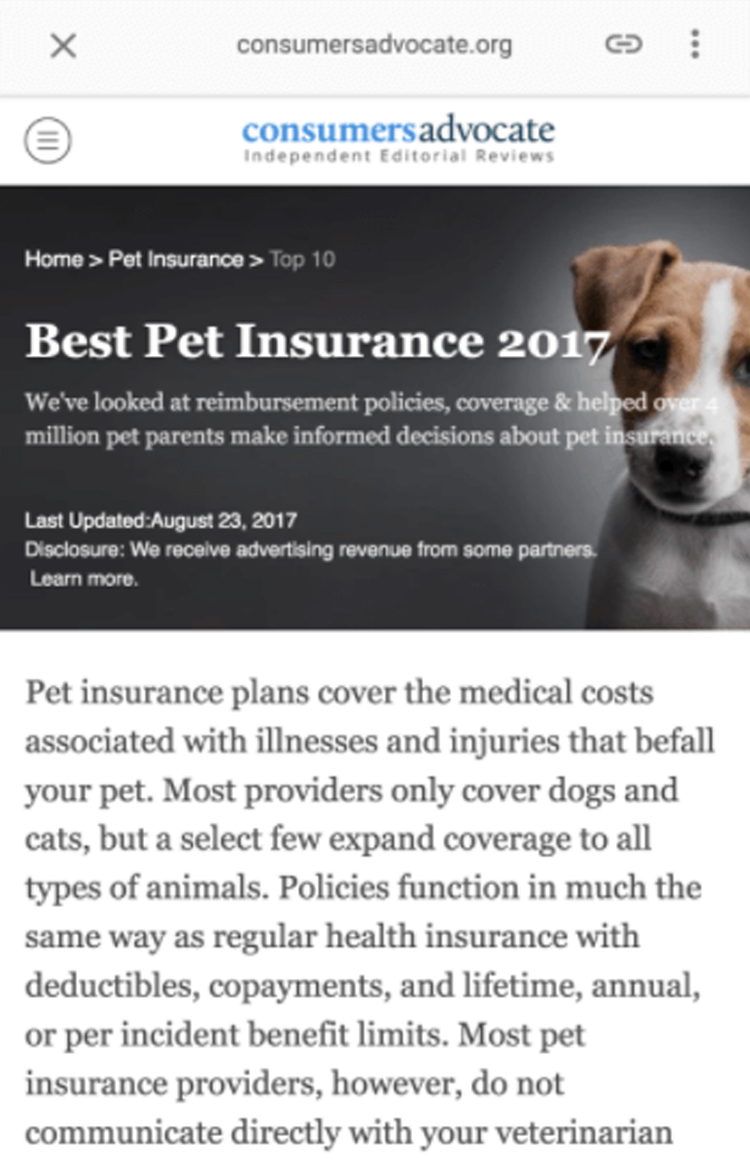 consumersadvocate.org
consumersadvocate
Independent Editorial Reviews
Home > Pet Insurance > Top 10
Best Pet Insurance 2017
We've looked at reimbursement policies, coverage & helped over 4
million pet parents make informed decisions about pet insurance.
Last Updated:August 23, 2017
Disclosure: We receive advertising revenue from some partners.
Learn more.
Pet insurance plans cover the medical costs
associated with illnesses and injuries that befall
your pet. Most providers only cover dogs and
cats, but a select few expand coverage to all
types of animals. Policies function in much the
same way as regular health insurance with
deductibles, copayments, and lifetime, annual,
or per incident benefit limits. Most pet
insurance providers, however, do not
communicate directly with your veterinarian